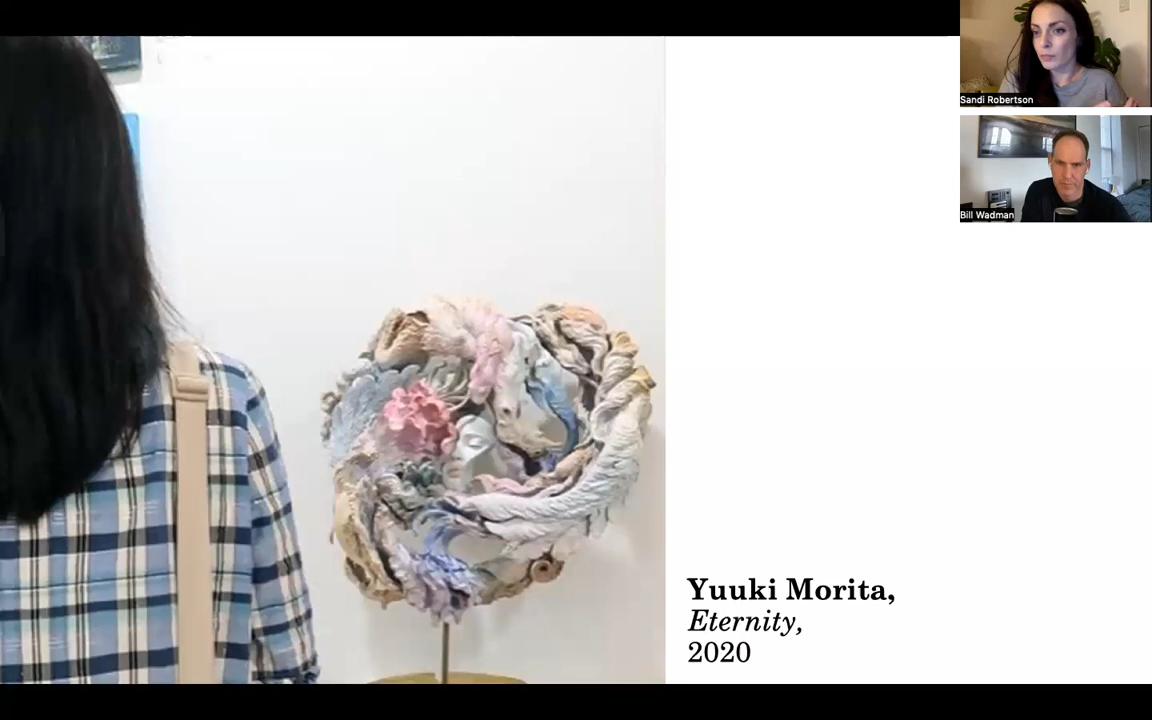 Sandi Robertson
Bill Wadman
Yuuki Morita,
Eternity,
2020